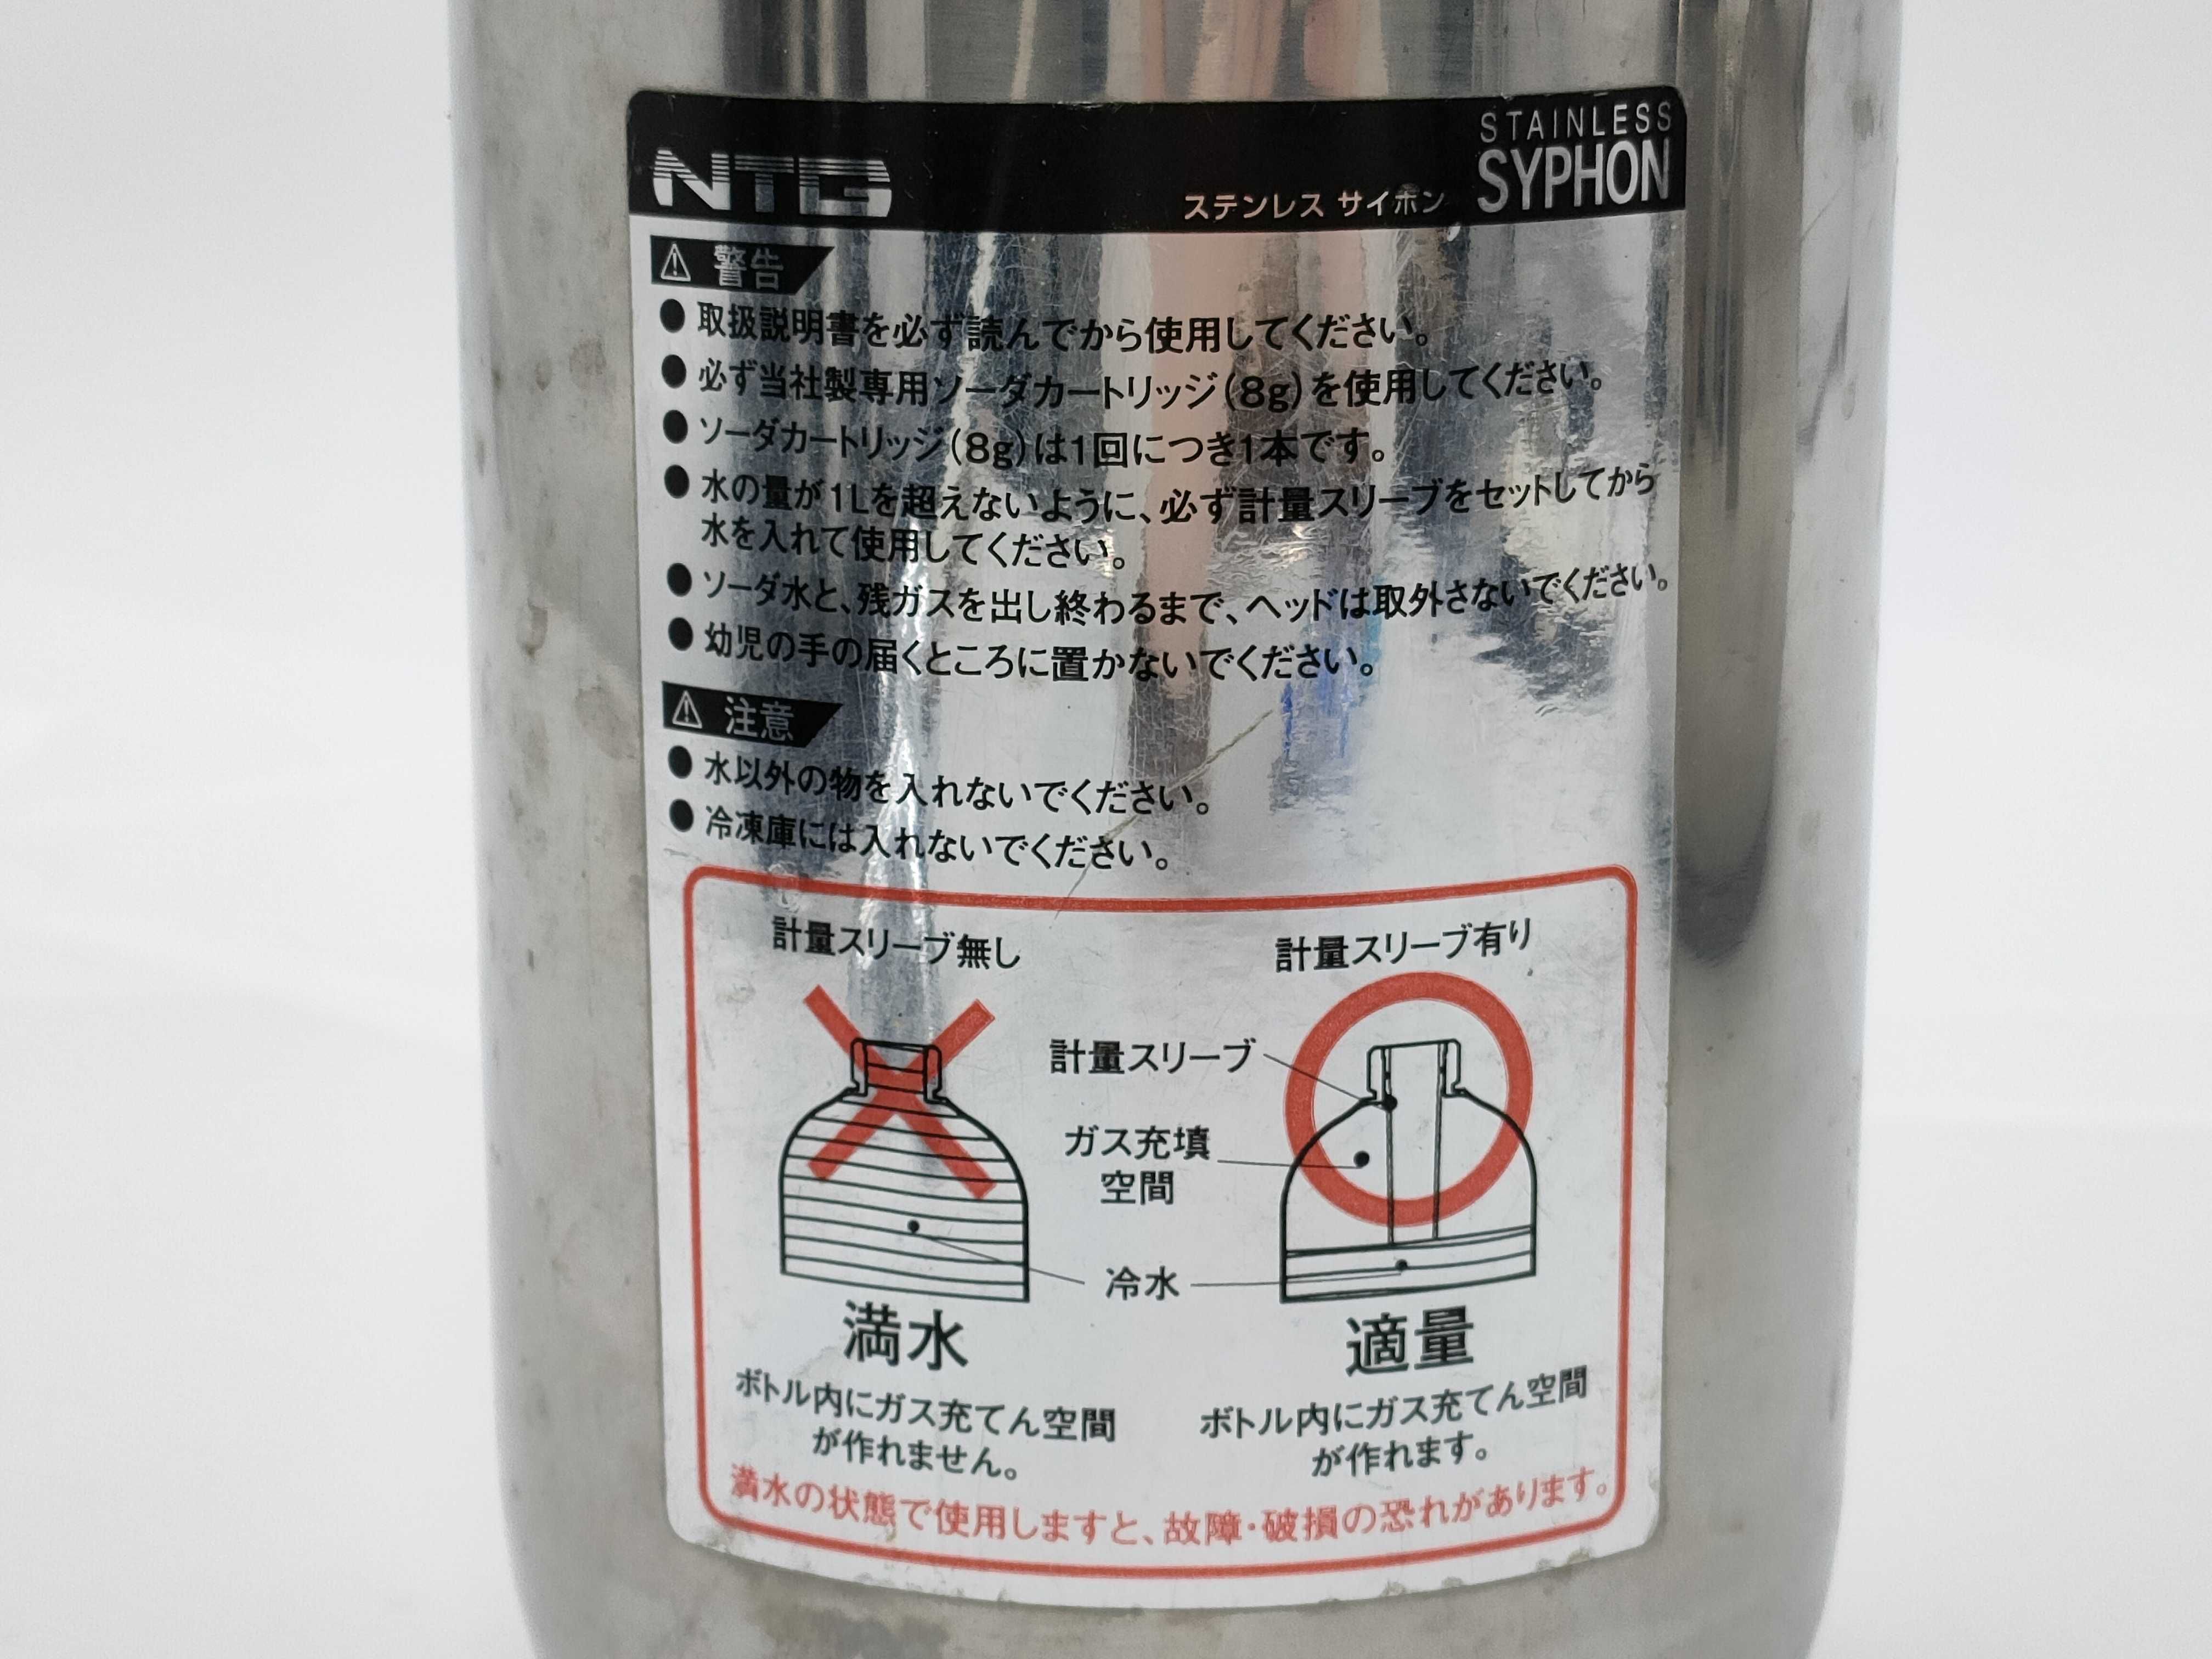 NTG
ステンレス サイホン
STAINLESS
SYPHON
⚠ 警告
● 取扱説明書を必ず読んでから使用してください。
● 必ず当社製専用ソーダカートリッジ(8g)を使用してください。
● ソーダカートリッジ(8g)は1回につき1本です。
● 水の量が1Lを超えないように、必ず計量スリーブをセットしてから
水を入れて使用してください。
● ソーダ水と、残ガスを出し終わるまで、ヘッドは取外さないでください。
● 幼児の手の届くところに置かないでください。
⚠ 注意
● 水以外の物を入れないでください。
● 冷凍庫には入れないでください。
計量スリーブ無し
計量スリーブ有り
計量スリーブ
ガス充填
空間
冷水
満水
ボトル内にガス充てん空間
が作れません。
適量
ボトル内にガス充てん空間
が作れます。
満水の状態で使用しますと、故障・破損の恐れがあります。